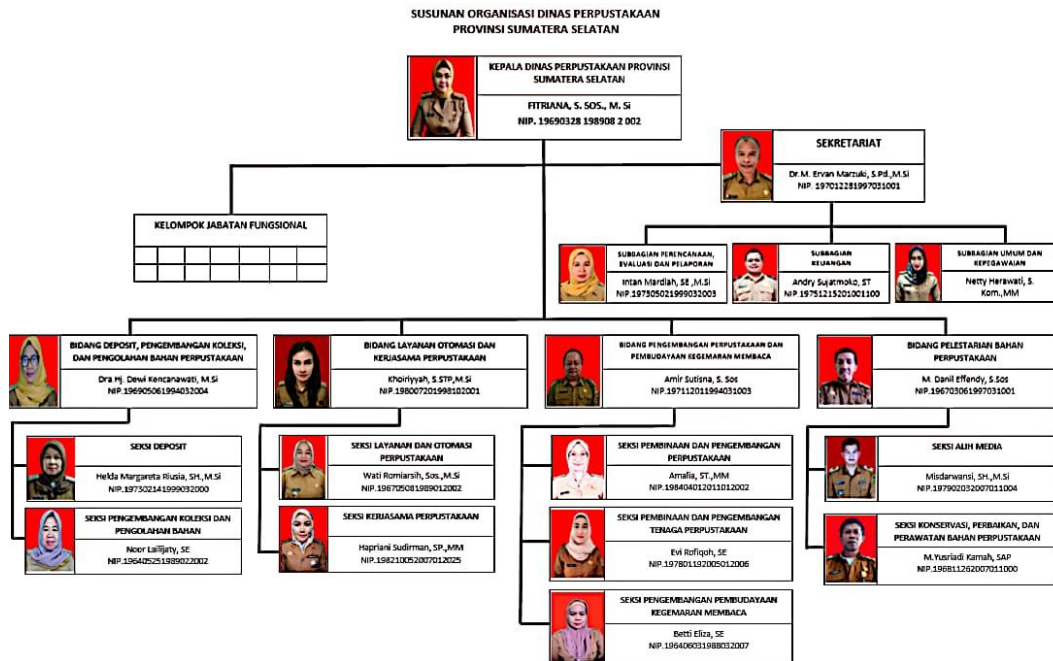 SUSUNAN ORGANISASI DINAS PERPUSTAKAAN
PROVINSI SUMATERA SELATAN
KEPALA DINAS PERPUSTAKAAN PROVINSI
SUMATERA SELATAN
FITRIANA, S. SOS., M. Si
NIP. 19690328 198908 2 002
SEKRETARIAT
Dr. M. Ervan Marzuki, S.Pd.,M.Si
NIP. 197012281997031001
KELOMPOK JABATAN FUNGSIONAL
SUBBAGIAN PERENCANAAN,
EVALUASI DAN PELAPORAN
Intan Mardiah, SE .,M.Si
NIP.197305021999032003
SUBBAGIAN
KEUANGAN
Andry Sujatmoko, ST
NIP.19751215201001100
SUBBAGIAN UMUM DAN
KEPEGAWAIAN
Netty Herawati, S.
Kom.,MM
BIDANG DEPOSIT, PENGEMBANGAN KOLEKSI,
DAN PENGOLAHAN BAHAN PERPUSTAKAAN
Dra.Hj. Dewi Kencanawati, M.Si
NIP.196905061994032004
BIDANG LAYANAN OTOMASI DAN
KERJASAMA PERPUSTAKAAN
Khoiriyyah, S.STP,M.Si
NIP.198007201998102001
BIDANG PENGEMBANGAN PERPUSTAKAAN DAN
PEMBUDAYAAN KEGEMARAN MEMBACA
Amir Sutisna, S. Sos
NIP.197112011994031003
BIDANG PELESTARIAN BAHAN
PERPUSTAKAAN
M. Danil Effendy, S.Sos
NIP.196703061997031001
SEKSI DEPOSIT
Helda Margareta Riusia, SH.,M.Si
NIP.197302141999032000
SEKSI PENGEMBANGAN KOLEKSI DAN
PENGOLAHAN BAHAN
Noor Lailijaty, SE
NIP.196405251989022002
SEKSI LAYANAN DAN OTOMASI
PERPUSTAKAAN
Wati Romiarsih, Sos.,M.Si
NIP.196705081989012002
SEKSI KERJASAMA PERPUSTAKAAN
Hapriani Sudirman, SP.,MM
NIP.198210052007012025
SEKSI PEMBINAAN DAN PENGEMBANGAN
PERPUSTAKAAN
Amalia, ST.,MM
NIP.198404012011012002
SEKSI PEMBINAAN DAN PENGEMBANGAN
TENAGA PERPUSTAKAAN
Evi Rofiqoh, SE
NIP.197801192005012006
SEKSI PENGEMBANGAN PEMBUDAYAAN
KEGEMARAN MEMBACA
Betti Eliza, SE
NIP.196406031988032007
SEKSI ALIH MEDIA
Misdarwansi, SH.,M.Si
NIP.197902032007011004
SEKSI KONSERVASI, PERBAIKAN, DAN
PERAWATAN BAHAN PERPUSTAKAAN
M.Yusriadi Kamah, SAP
NIP.196811262007011000